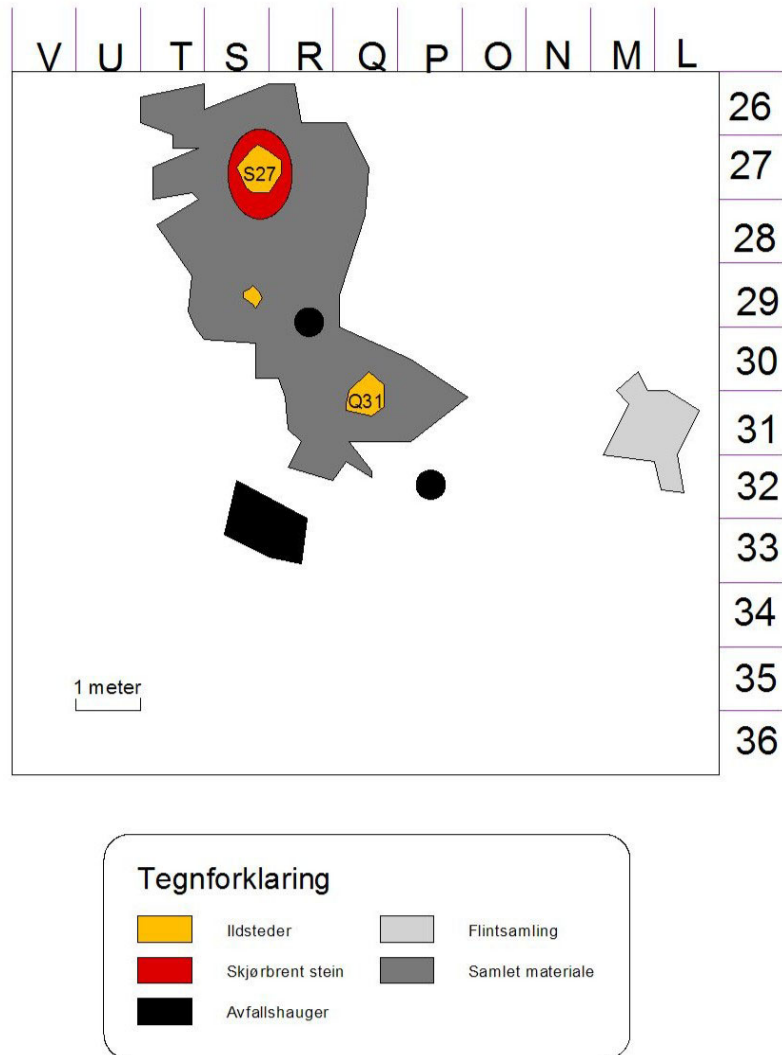 V U T S R Q P O N M L
26
S27 27
28
29
30
Q31 31
32
33
34
1 meter 35
36
Tegnforklaring
Ildsteder Flintsamling
Skjørbrent stein Samlet materiale
Avfallshauger